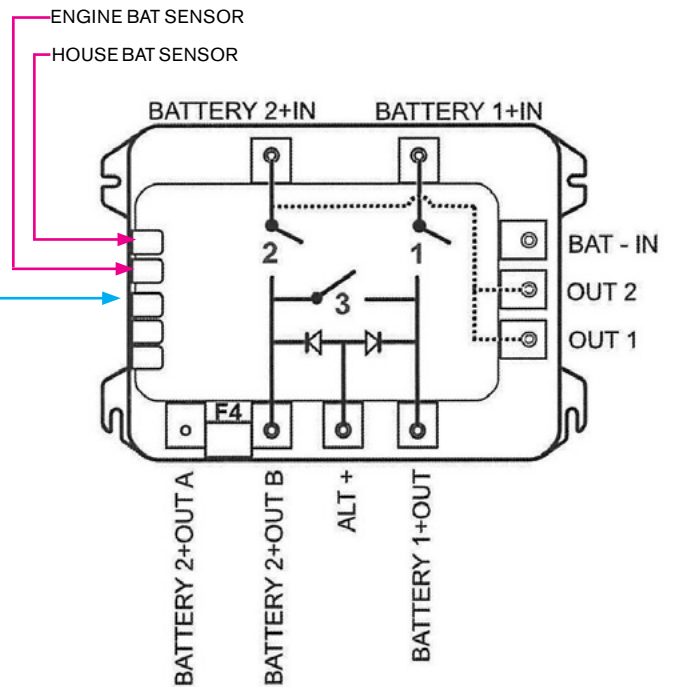 ENGINE BAT SENSOR
HOUSE BAT SENSOR
BATTERY 2+IN
BATTERY 1+IN
2
1
BAT - IN
3
OUT 2
OUT 1
F4
BATTERY 2+OUT A
BATTERY 2+OUT B
ALT +
BATTERY 1+OUT